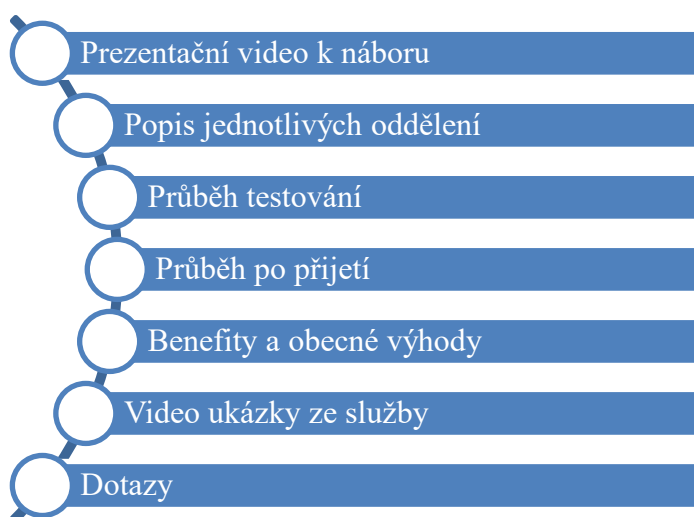 Prezentační video k náboru
Popis jednotlivých oddělení
Průběh testování
Průběh po přijetí
Benefity a obecné výhody
Video ukázky ze služby
Dotazy